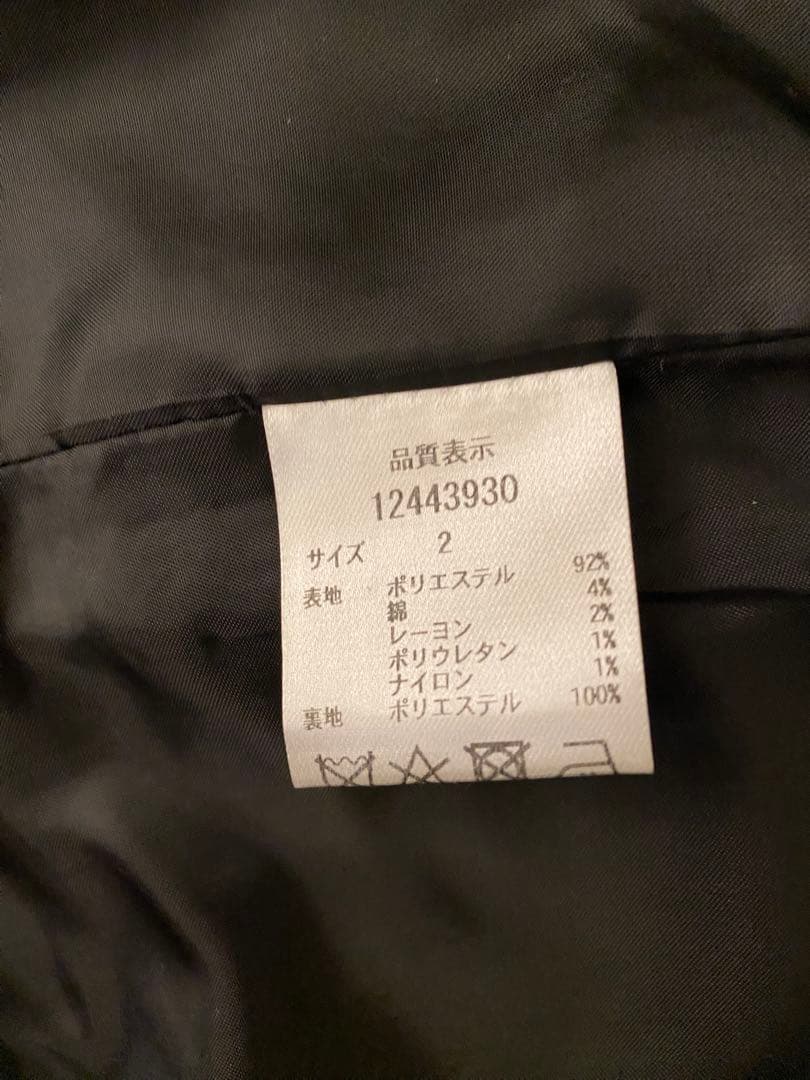 品質表示
12443930
サイズ 2
表地 ポリエステル 92%
綿 4%
レーヨン 2%
ポリウレタン 1%
ナイロン 1%
裏地 ポリエステル 100%